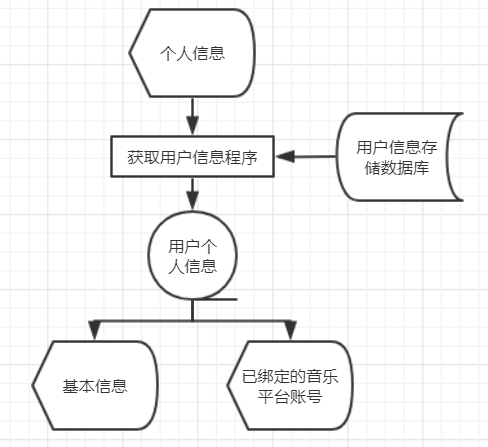 个人信息
获取用户信息程序
用户信息存
储数据库
用户个
人信息
基本信息
已绑定的音乐
平台账号